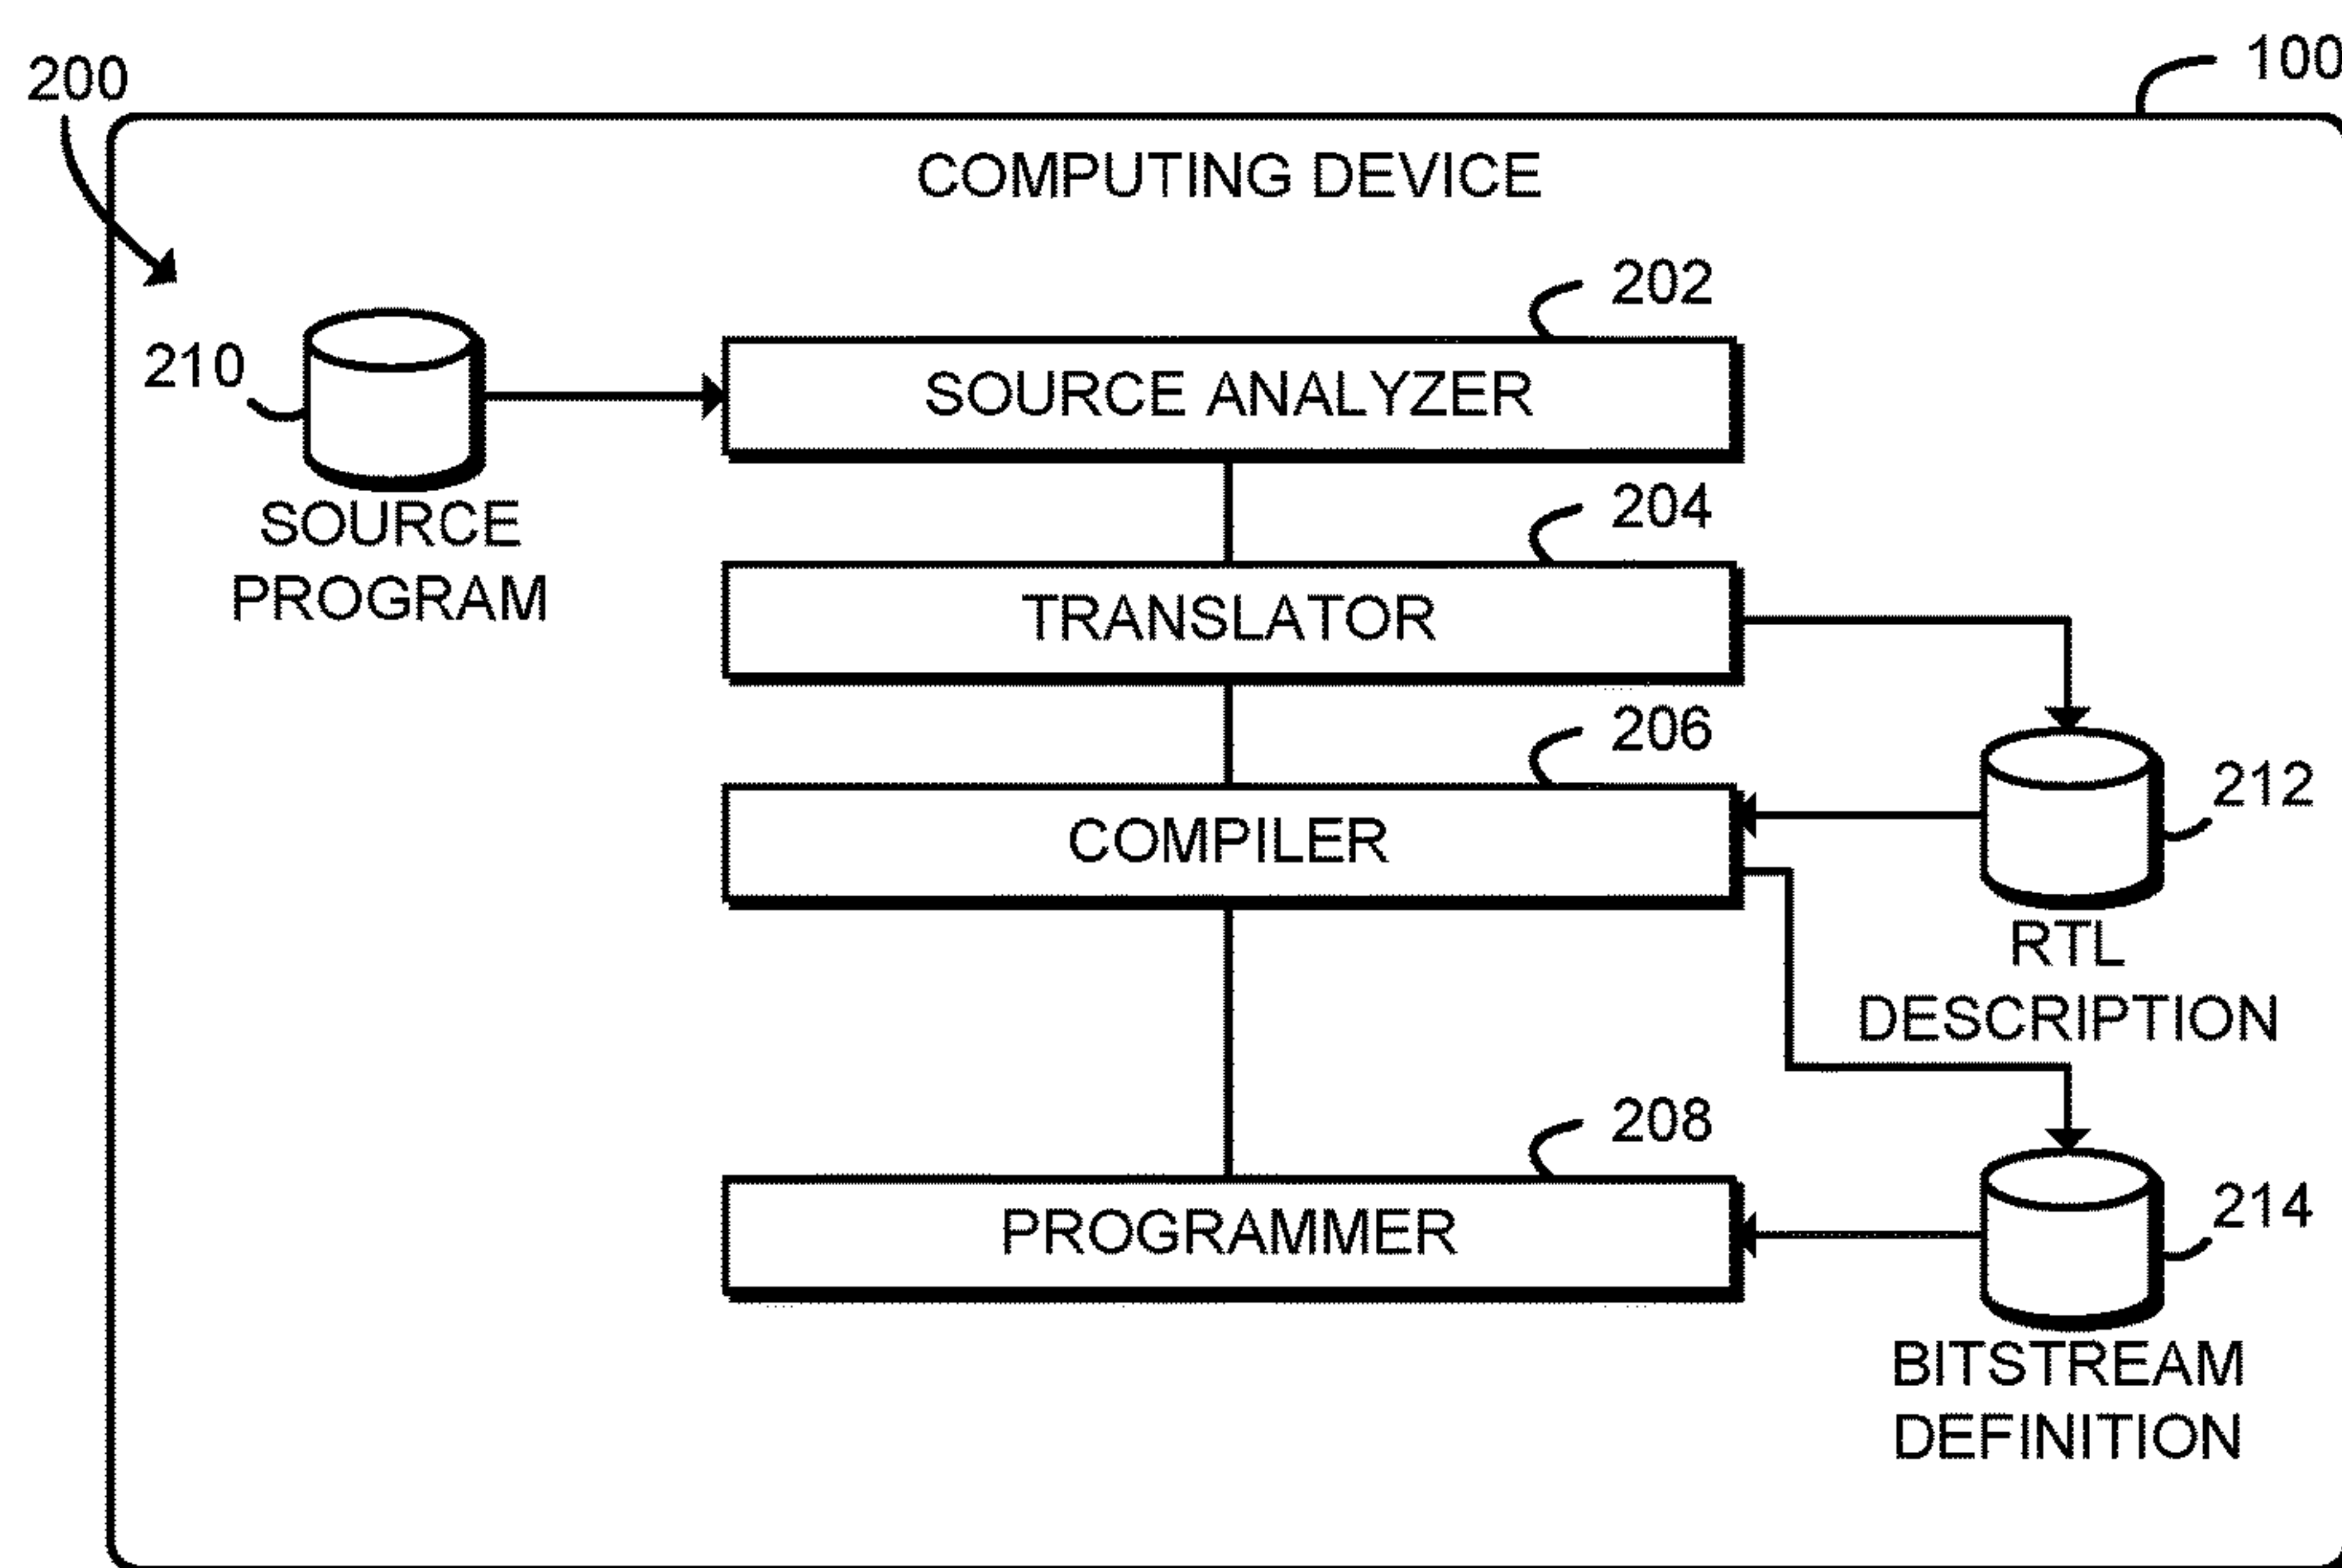 200
100
COMPUTING DEVICE
202
210
SOURCE ANALYZER
SOURCE
PROGRAM
204
TRANSLATOR
206
212
COMPILER
RTL
DESCRIPTION
208
214
PROGRAMMER
BITSTREAM
DEFINITION